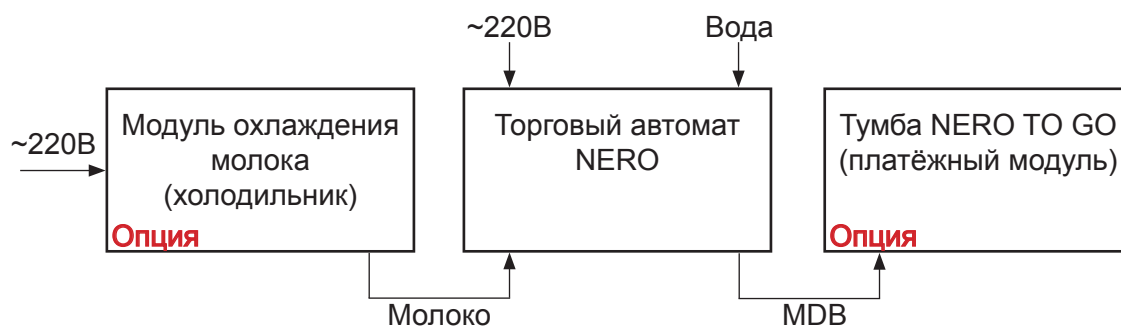 ~220В
Вода
~220В
Модуль охлаждения
молока
(холодильник)
Опция
Торговый автомат
NERO
Тумба NERO TO GO
(платёжный модуль)
Опция
Молоко
MDB